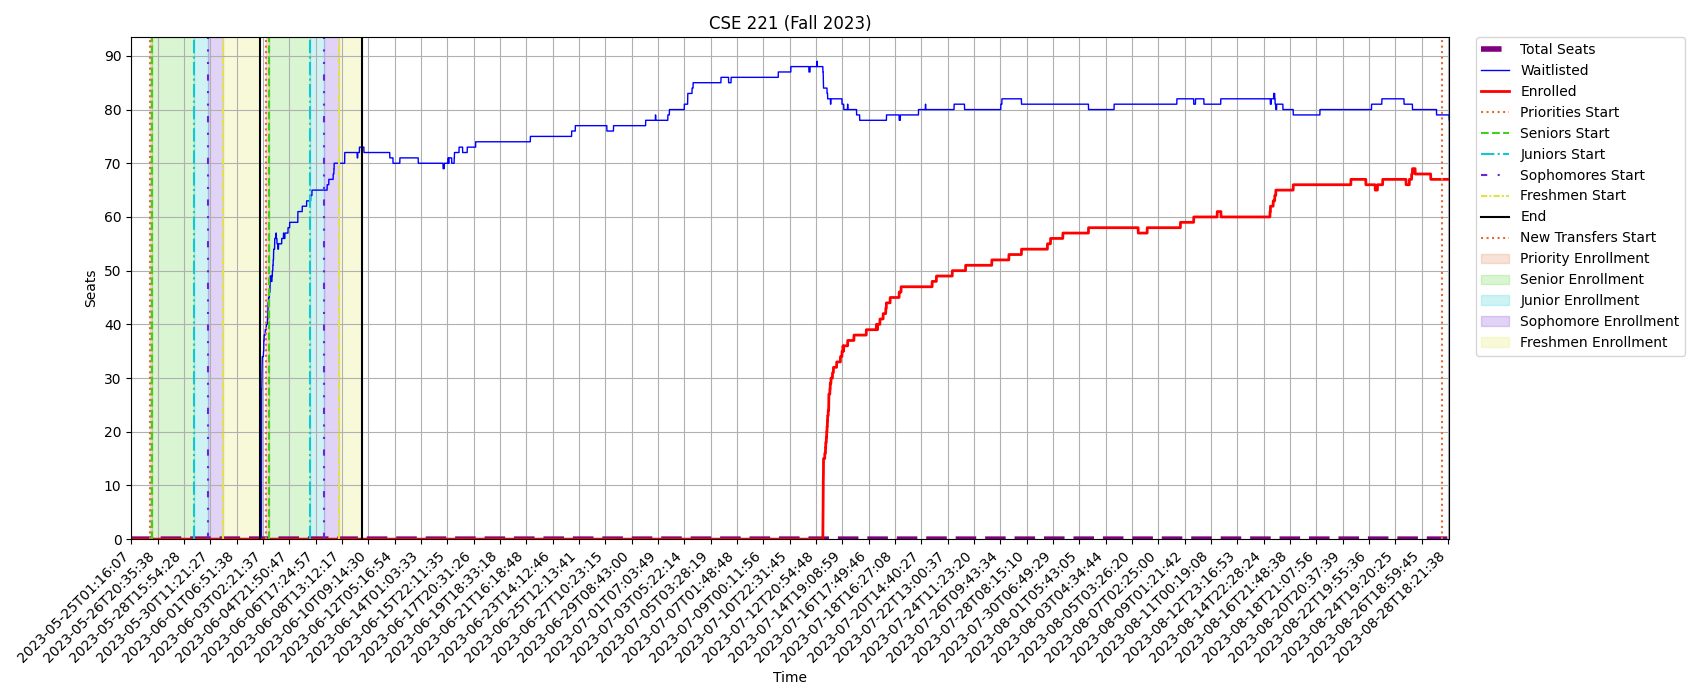 CSE 221 (Fall 2023)
Seats
90
80
70
60
50
40
30
20
10
0
2023-05-25T01:16:07
2023-05-26T20:35:38
2023-05-28T15:54:28
2023-05-30T11:21:27
2023-06-01T06:51:38
2023-06-03T02:21:37
2023-06-04T21:50:47
2023-06-06T17:24:57
2023-06-08T13:12:17
2023-06-10T09:14:30
2023-06-12T05:16:54
2023-06-14T01:03:33
2023-06-15T22:11:35
2023-06-17T20:31:26
2023-06-19T18:33:18
2023-06-21T16:18:48
2023-06-23T14:12:46
2023-06-25T12:13:41
2023-06-27T10:23:15
2023-06-29T08:43:00
2023-07-01T07:03:49
2023-07-03T05:22:14
2023-07-05T03:28:19
2023-07-07T01:48:48
2023-07-09T00:11:56
2023-07-10T22:31:45
2023-07-12T20:54:48
2023-07-14T19:08:59
2023-07-16T17:49:46
2023-07-18T16:27:08
2023-07-20T14:40:27
2023-07-22T13:00:37
2023-07-24T11:23:20
2023-07-26T09:43:34
2023-07-28T08:15:10
2023-07-30T06:49:29
2023-08-01T05:43:05
2023-08-03T04:34:44
2023-08-05T03:26:20
2023-08-07T02:25:00
2023-08-09T01:21:42
2023-08-11T00:19:08
2023-08-12T23:16:53
2023-08-14T22:28:24
2023-08-16T21:48:38
2023-08-18T21:07:56
2023-08-20T20:37:39
2023-08-22T19:55:36
2023-08-24T19:20:25
2023-08-26T18:59:45
2023-08-28T18:21:38
Time
Total Seats
Waitlisted
Enrolled
Priorities Start
Seniors Start
Juniors Start
Sophomores Start
Freshmen Start
End
New Transfers Start
Priority Enrollment
Senior Enrollment
Junior Enrollment
Sophomore Enrollment
Freshmen Enrollment